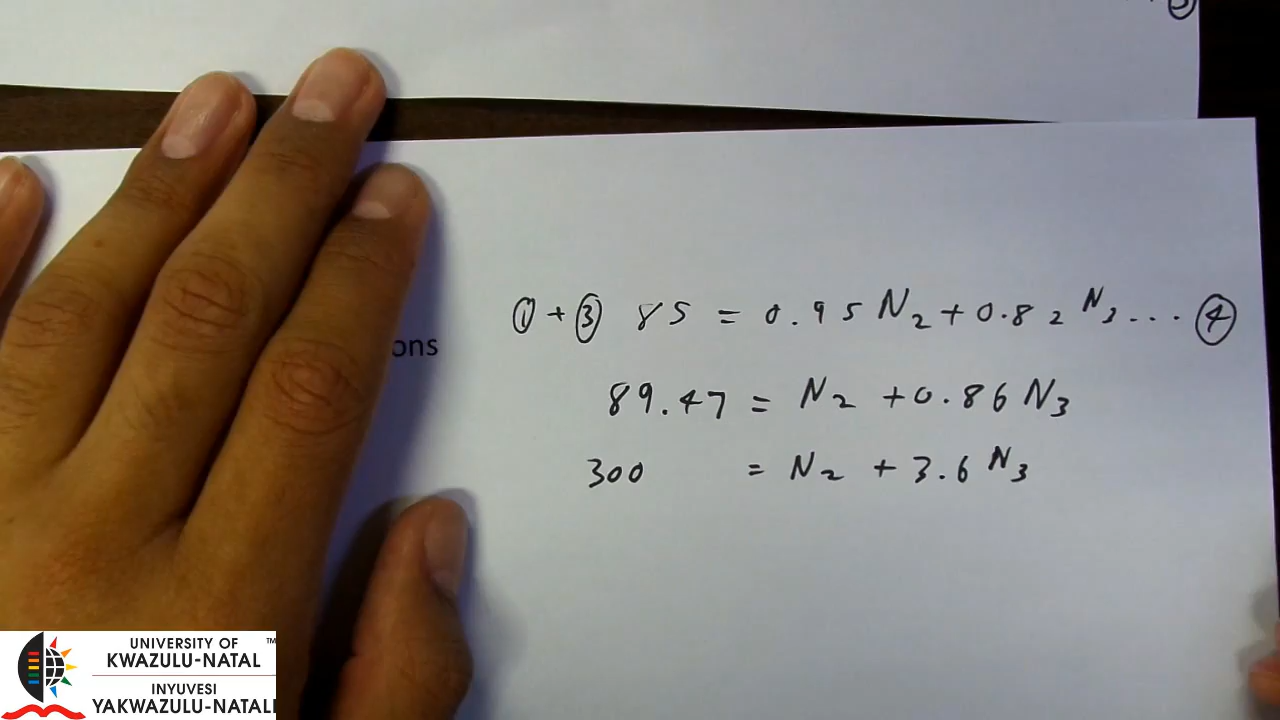 ① + ③ 85 = 0.95 N₂ + 0.82 N₃ ... ④
ons
89.47 = N₂ + 0.86 N₃
300 = N₂ + 3.6 N₃
UNIVERSITY OF ™
KWAZULU-NATAL
INYUVESI
YAKWAZULU-NATALI